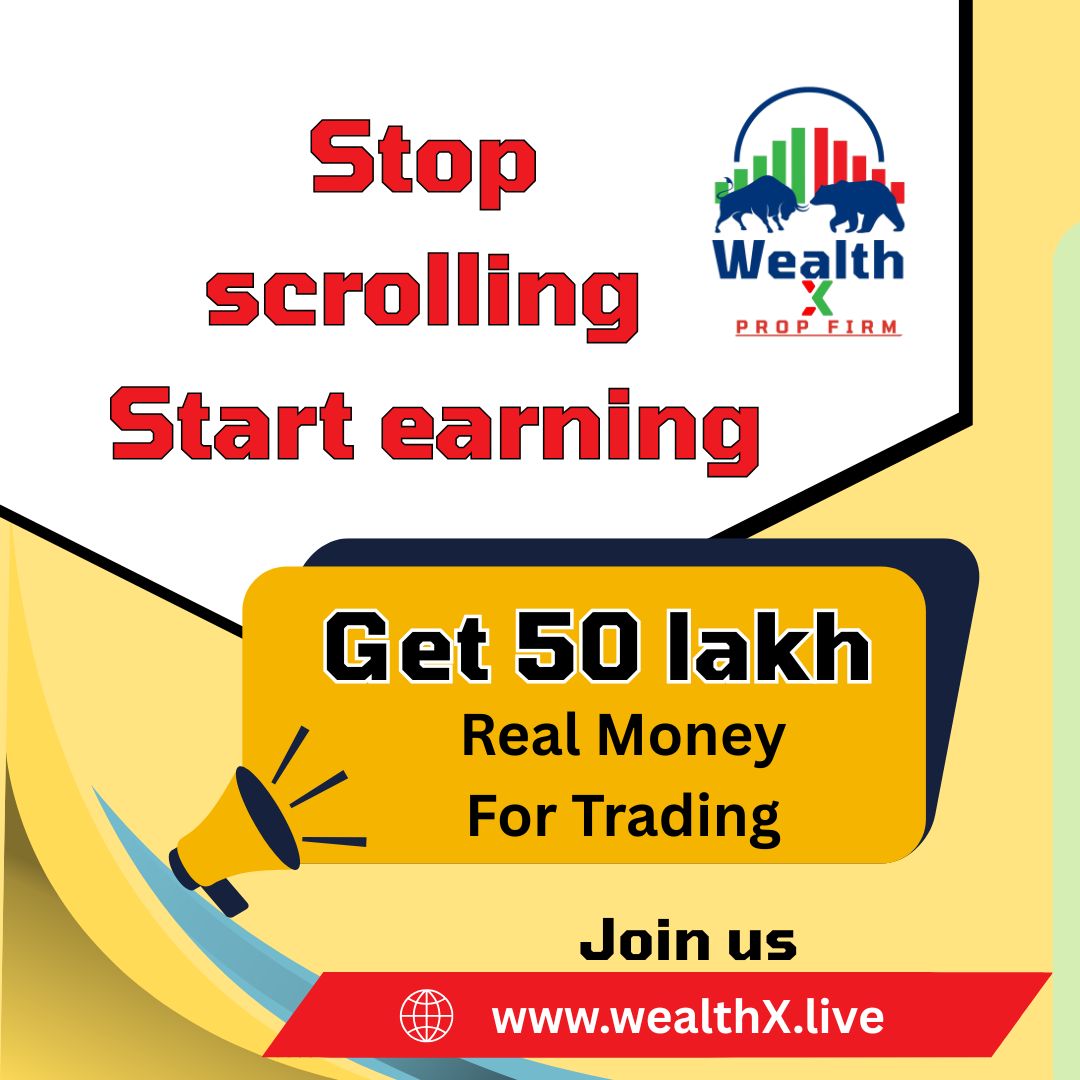 Stop
scrolling
Start earning
Wealth
X
PROP FIRM
Get 50 lakh
Real Money
For Trading
Join us
www.wealthX.live